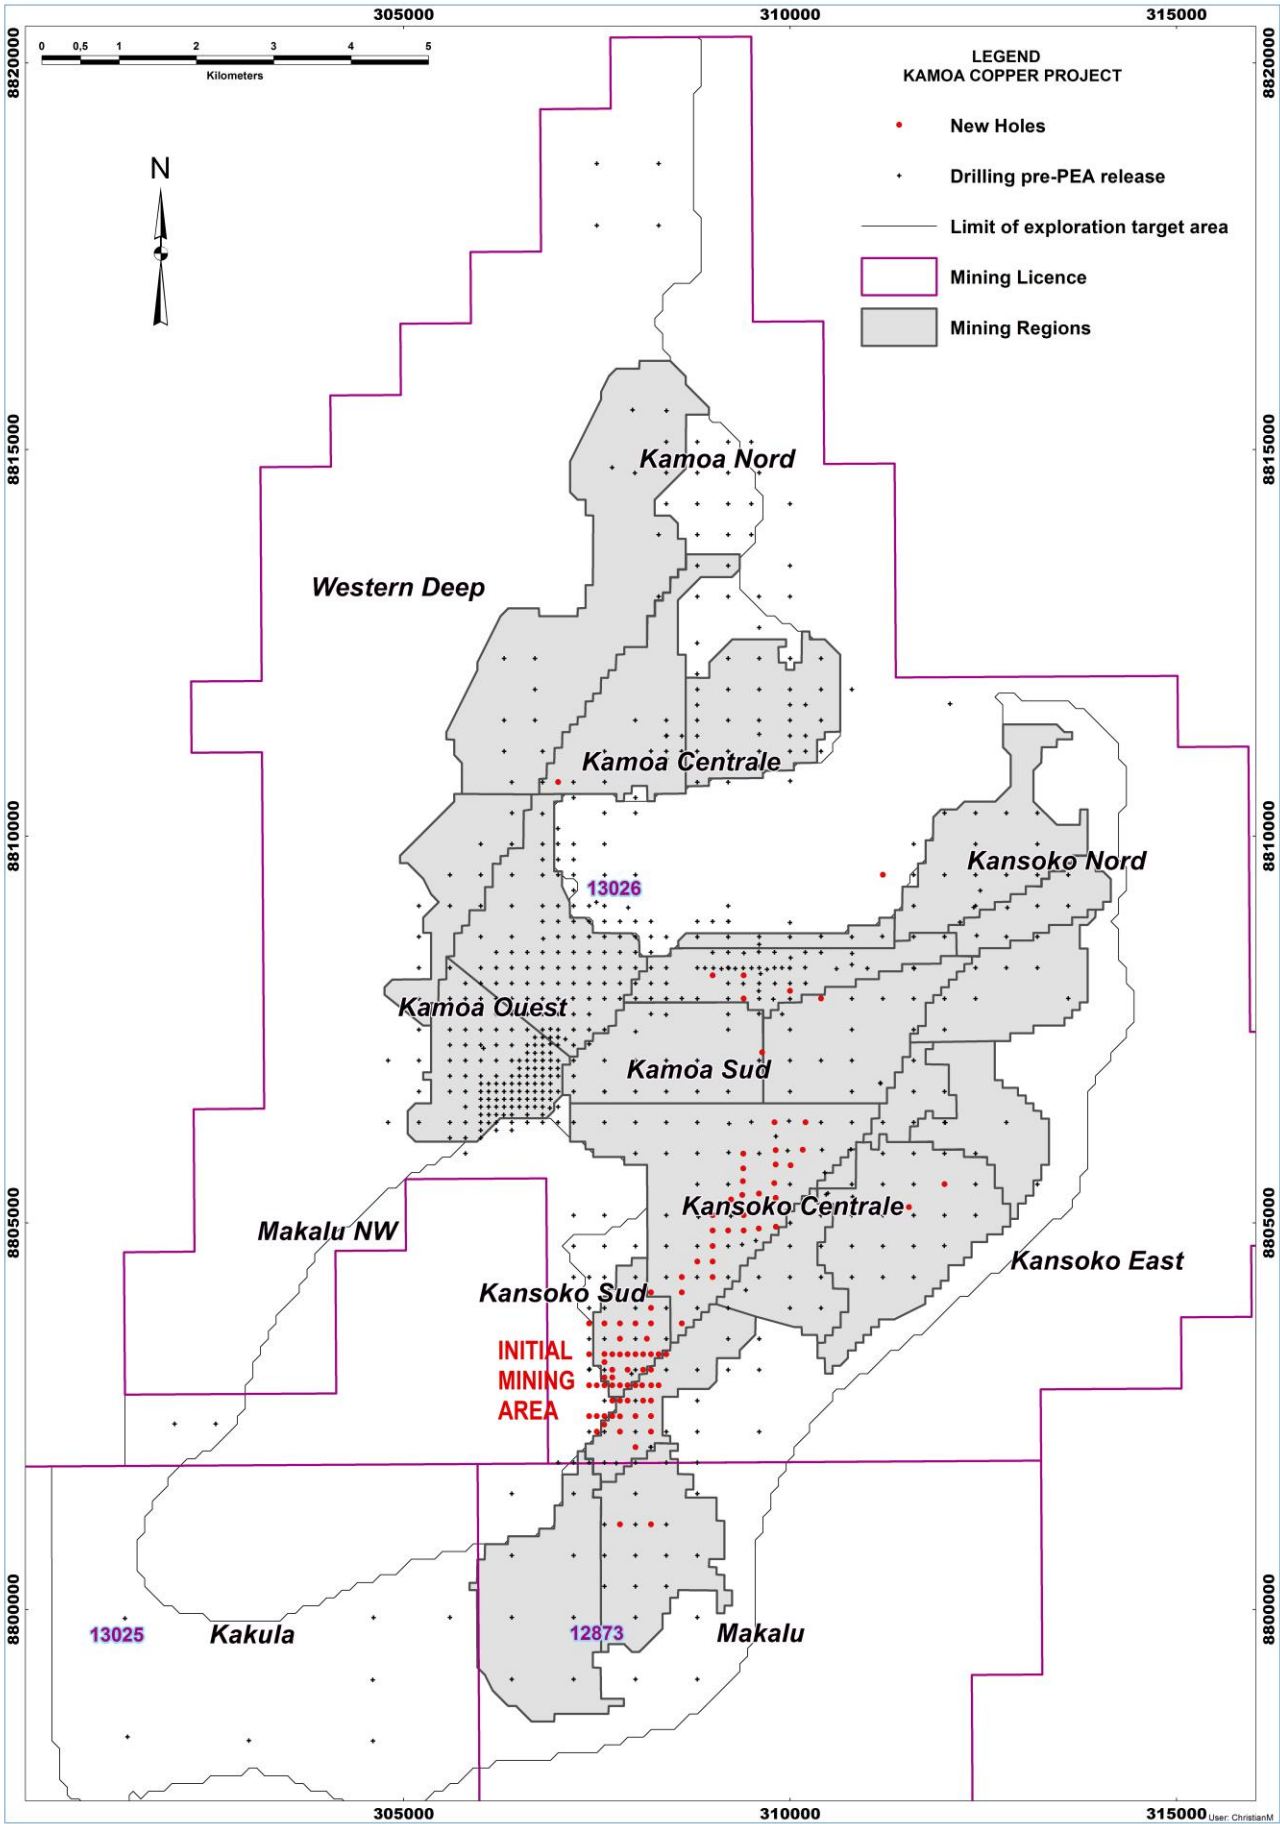 305000
310000
315000
8820000
8820000
0 0,5 1 2 3 4 5
Kilometers
LEGEND
KAMOA COPPER PROJECT
New Holes
Drilling pre-PEA release
Limit of exploration target area
Mining Licence
Mining Regions
N
8815000
8815000
Kamoa Nord
Western Deep
Kamoa Centrale
8810000
8810000
Kansoko Nord
13026
Kamoa Ouest
Kamoa Sud
8805000
8805000
Kansoko Centrale
Makalu NW
Kansoko East
Kansoko Sud
INITIAL
MINING
AREA
8800000
8800000
13025
Kakula
12873
Makalu
305000
310000
315000
User: ChristianM